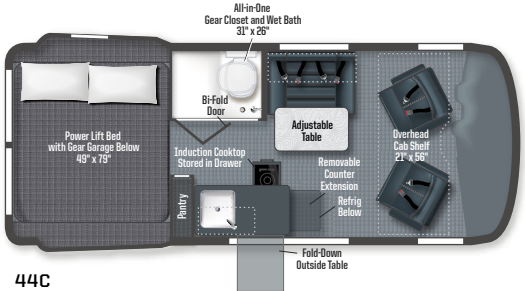 All-in-One
Gear Closet and Wet Bath
31" x 26"
Bi-Fold
Door
Adjustable
Table
Overhead
Cab Shelf
21" x 56"
Power Lift Bed
with Gear Garage Below
49" x 79"
Induction Cooktop
Stored in Drawer
Removable
Counter
Extension
Pantry
Refrig
Below
Fold-Down
Outside Table
44C